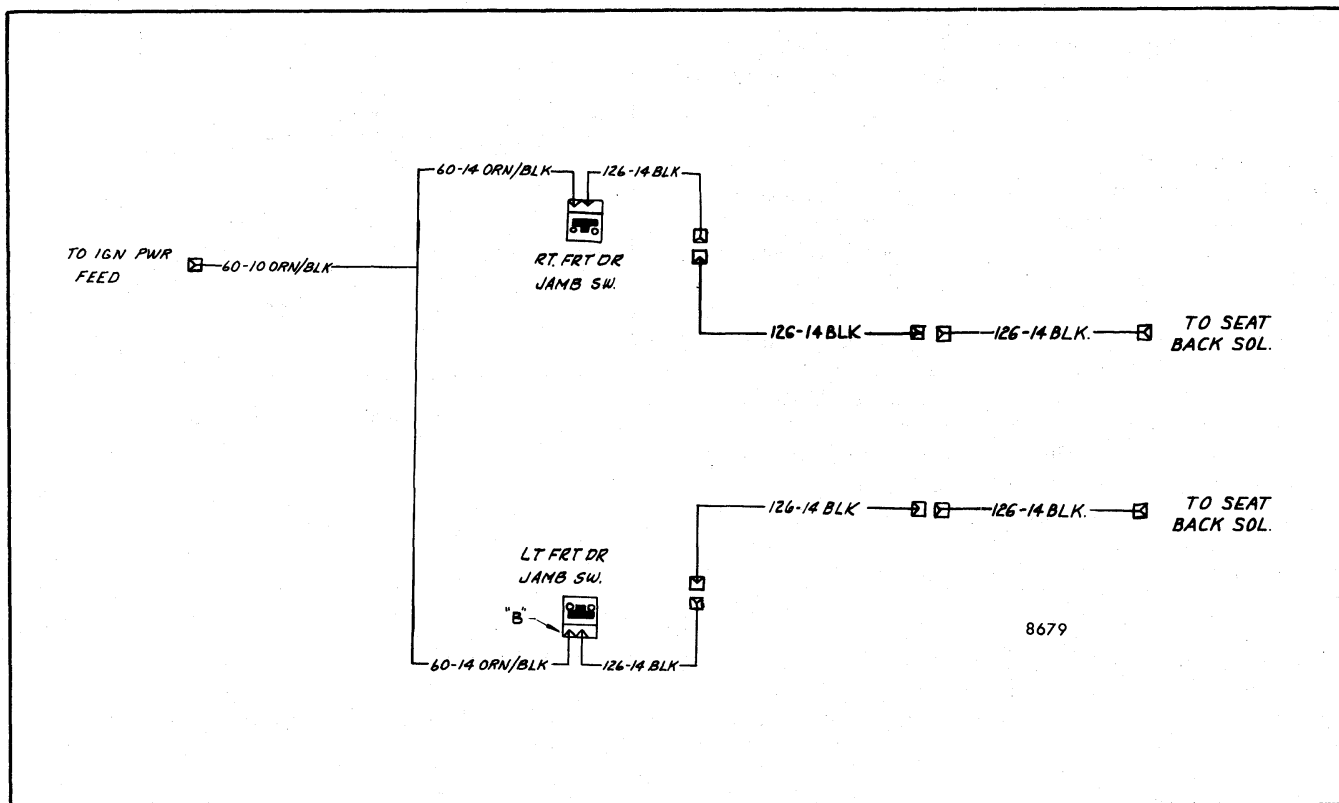 60-14 ORN/BLK
126-14 BLK
TO IGN PWR
FEED
60-10 ORN/BLK
RT. FRT DR
JAMB SW.
126-14 BLK
126-14 BLK.
TO SEAT
BACK SOL.
126-14 BLK
126-14 BLK.
TO SEAT
BACK SOL.
LT FRT DR
JAMB SW.
"B"
60-14 ORN/BLK
126-14 BLK
8679